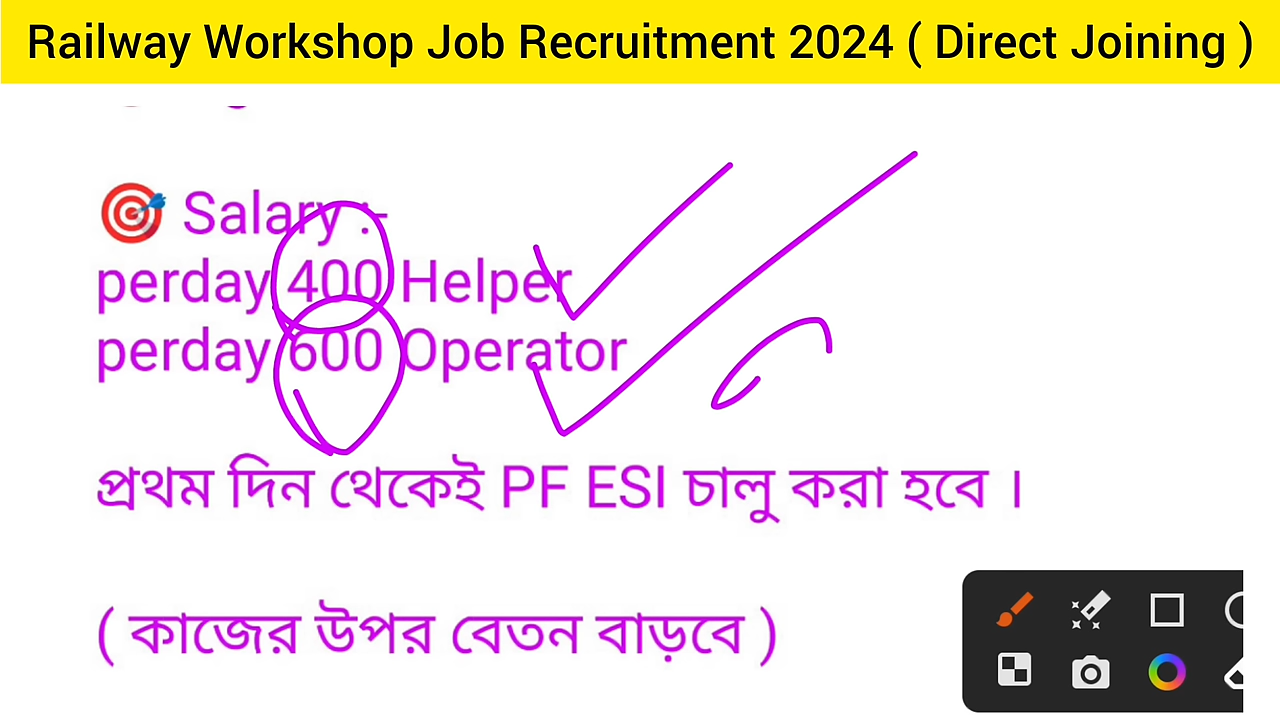 Railway Workshop Job Recruitment 2024 ( Direct Joining )
🎯 Salary :-
perday 400 Helper
perday 600 Operator
প্রথম দিন থেকেই PF ESI চালু করা হবে ।
( কাজের উপর বেতন বাড়বে )